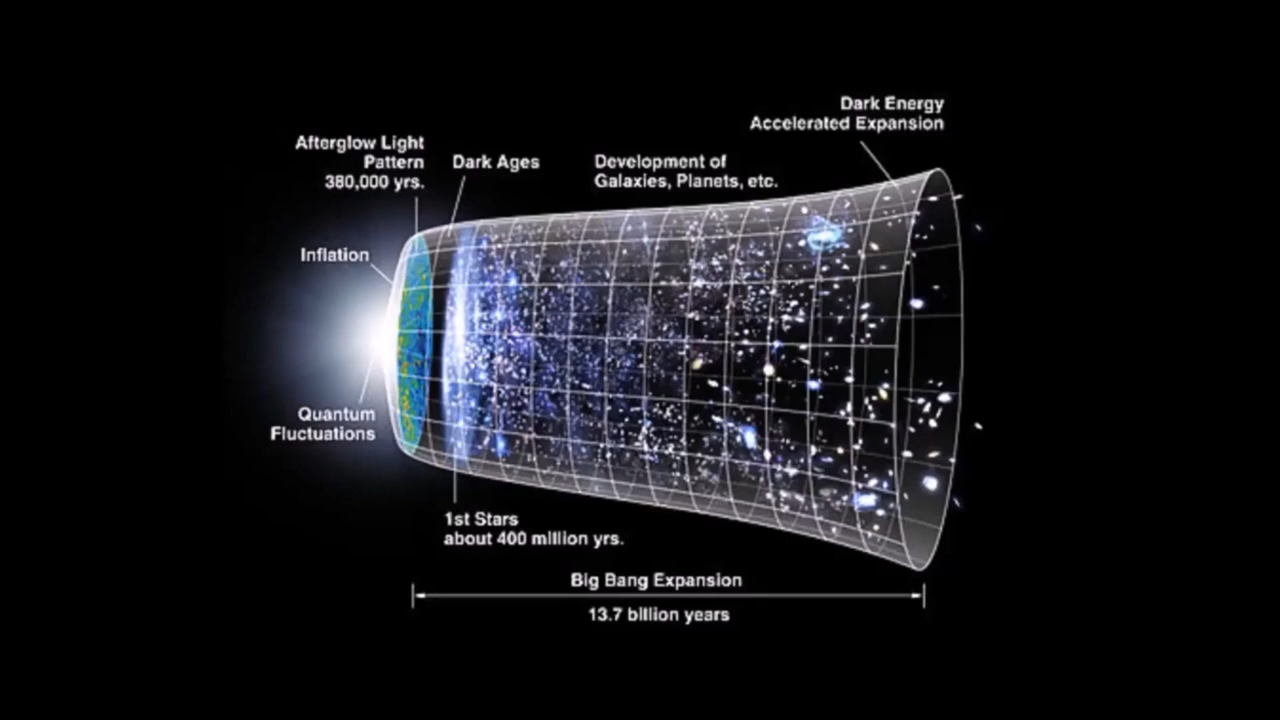 Dark Energy
Accelerated Expansion
Afterglow Light
Pattern
380,000 yrs.
Dark Ages
Development of
Galaxies, Planets, etc.
Inflation
Quantum
Fluctuations
1st Stars
about 400 million yrs.
Big Bang Expansion
13.7 billion years